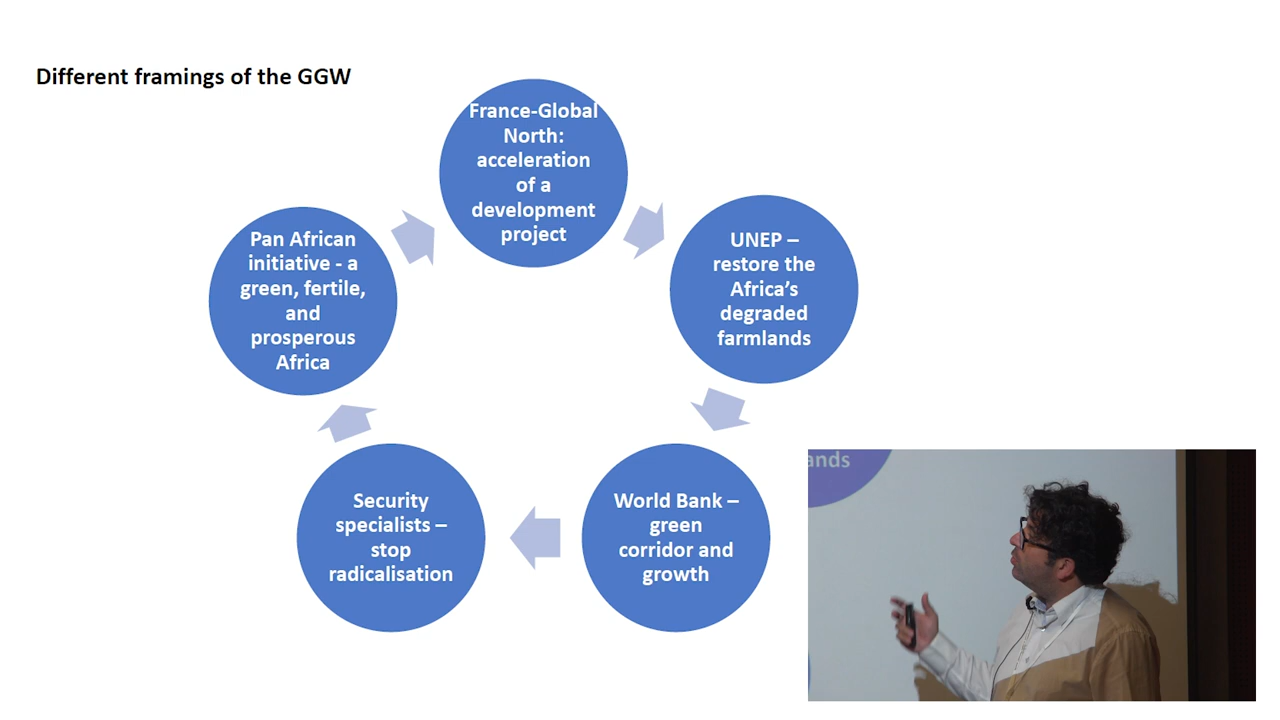 Different framings of the GGW
France-Global
North:
acceleration
of a
development
project
UNEP –
restore the
Africa’s
degraded
farmlands
World Bank –
green
corridor and
growth
Security
specialists –
stop
radicalisation
Pan African
initiative - a
green, fertile,
and
prosperous
Africa
ands